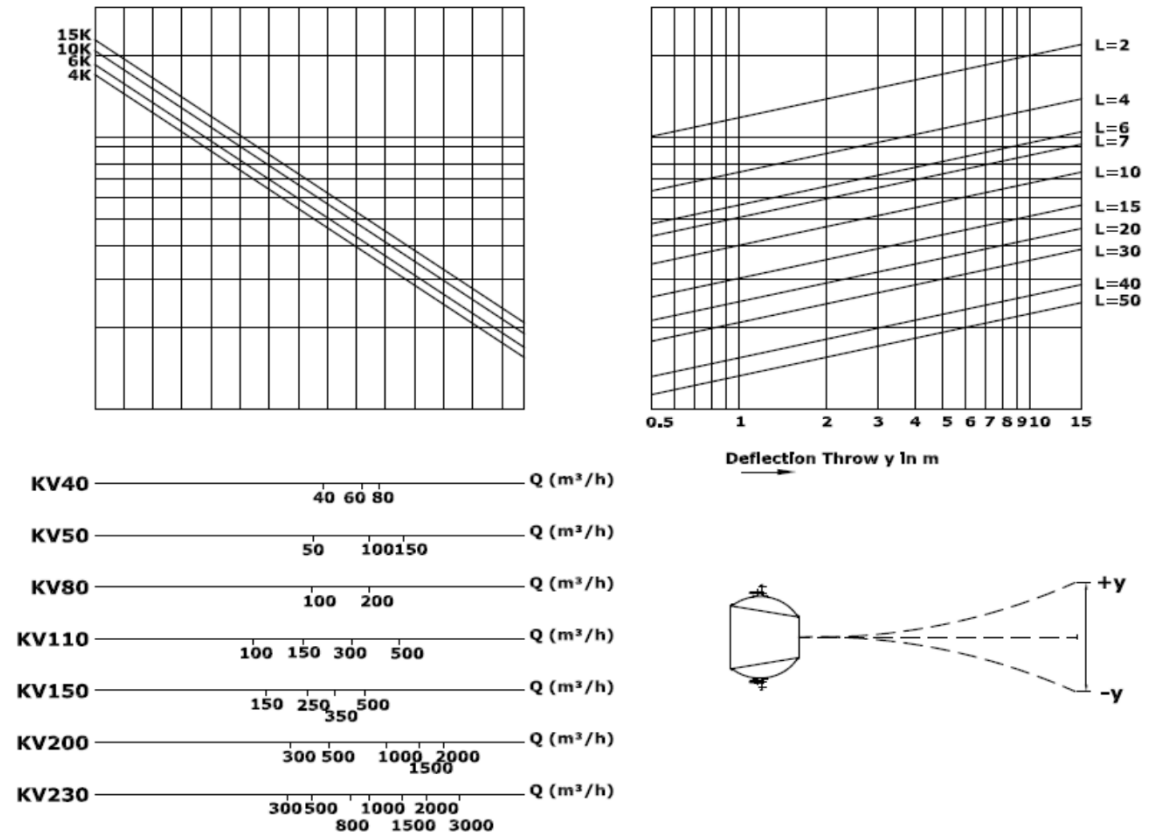 15K
10K
6K
4K
L=2
L=4
L=6
L=7
L=10
L=15
L=20
L=30
L=40
L=50
0.5 1 2 3 4 5 6 7 8 9 10 15
Deflection Throw y in m
KV40 Q (m³/h)
40 60 80
KV50 Q (m³/h)
50 100 150
KV80 Q (m³/h)
100 200
KV110 Q (m³/h)
100 150 300 500
KV150 Q (m³/h)
150 250 500
350
KV200 Q (m³/h)
300 500 1000 2000
1500
KV230 Q (m³/h)
300 500 1000 2000
800 1500 3000
+y
-y